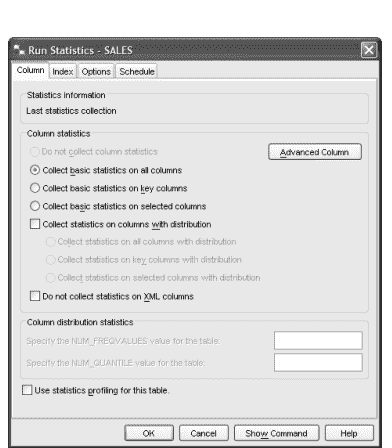 Run Statistics - SALES
Column Index Options Schedule
Statistics information
Last statistics collection
Column statistics
Do not collect column statistics
Advanced Column
Collect basic statistics on all columns
Collect basic statistics on key columns
Collect basic statistics on selected columns
Collect statistics on columns with distribution
Collect statistics on all columns with distribution
Collect statistics on key columns with distribution
Collect statistics on selected columns with distribution
Do not collect statistics on XML columns
Column distribution statistics
Specify the NUM_FREQVALUES value for the table:
Specify the NUM_QUANTILE value for the table:
Use statistics profiling for this table.
OK Cancel Show Command Help